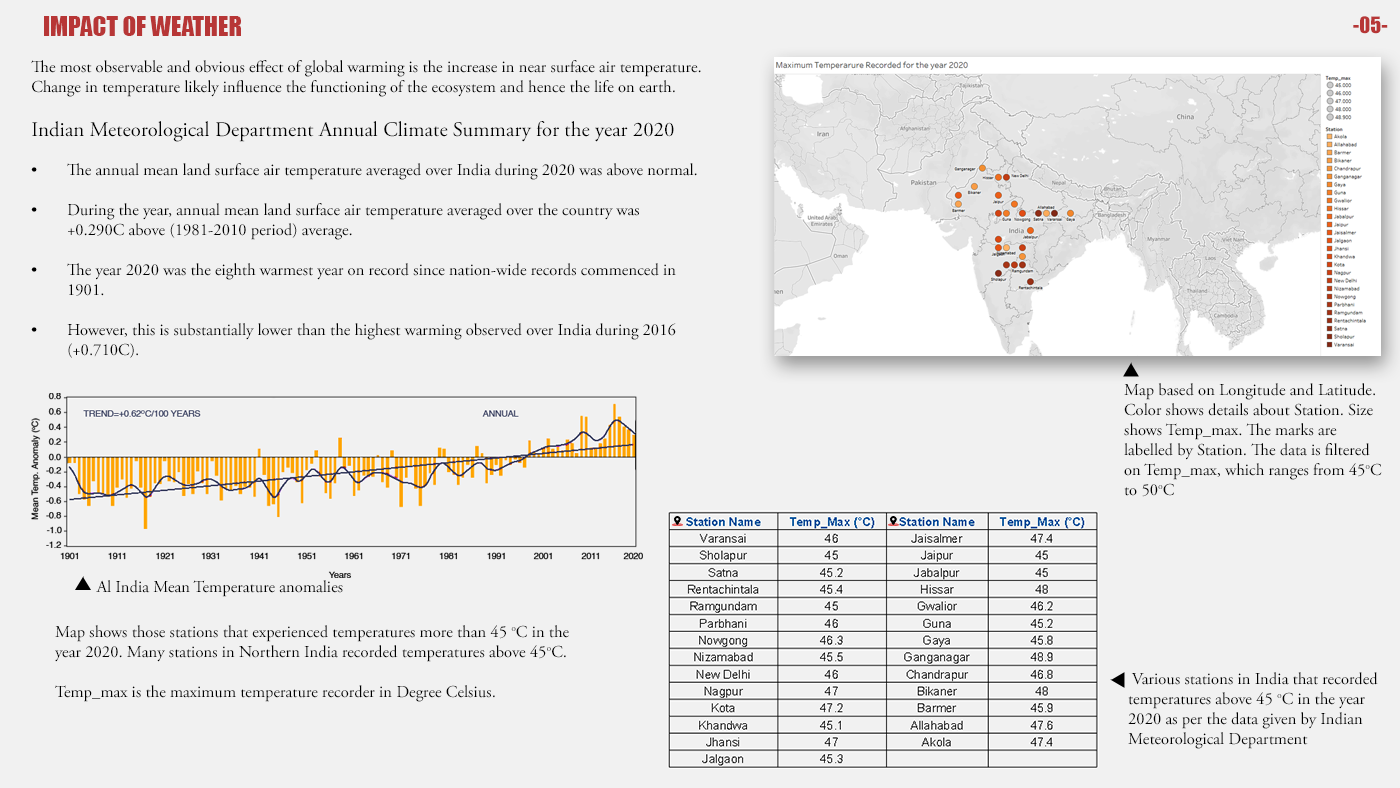 IMPACT OF WEATHER
-05-
The most observable and obvious effect of global warming is the increase in near surface air temperature.
Change in temperature likely influence the functioning of the ecosystem and hence the life on earth.
Indian Meteorological Department Annual Climate Summary for the year 2020
• The annual mean land surface air temperature averaged over India during 2020 was above normal.
• During the year, annual mean land surface air temperature averaged over the country was
+0.290C above (1981-2010 period) average.
• The year 2020 was the eighth warmest year on record since nation-wide records commenced in
1901.
• However, this is substantially lower than the highest warming observed over India during 2016
(+0.710C).
Mean Temp. Anomaly (°C)
0.8
0.6
0.4
0.2
0.0
-0.2
-0.4
-0.6
-0.8
-1.0
-1.2
TREND=+0.62°C/100 YEARS
ANNUAL
1901 1911 1921 1931 1941 1951 1961 1971 1981 1991 2001 2011 2020
Years
Al India Mean Temperature anomalies
Map shows those stations that experienced temperatures more than 45 °C in the
year 2020. Many stations in Northern India recorded temperatures above 45°C.
Temp_max is the maximum temperature recorder in Degree Celsius.
Maximum Temperarure Recorded for the year 2020
Tajikistan
China
Iran
Afghanistan
Pakistan
Nepal
Bhutan
Bangladesh
United Arab
Emirates
Oman
India
Myanmar
Viet Nam
Laos
Thailand
Cambodia
Ganganagar
Hissar
New Delhi
Bikaner
Jaipur
Barmer
Allahabad
Guna
Nowgong
Satna
Varansai
Gaya
Jabalpur
Ramgundam
Sholapur
Rentachintala
Temp_max
45.000
46.000
47.000
48.000
48.900
Station
Akola
Allahabad
Barmer
Bikaner
Chandrapur
Ganganagar
Gaya
Guna
Gwalior
Hissar
Jabalpur
Jaipur
Jaisalmer
Jalgaon
Jhansi
Khandwa
Kota
Nagpur
New Delhi
Nizamabad
Nowgong
Parbhani
Ramgundam
Rentachintala
Satna
Sholapur
Varansai
Map based on Longitude and Latitude.
Color shows details about Station. Size
shows Temp_max. The marks are
labelled by Station. The data is filtered
on Temp_max, which ranges from 45°C
to 50°C
Station Name Temp_Max (°C) Station Name Temp_Max (°C)
Varansai 46 Jaisalmer 47.4
Sholapur 45 Jaipur 45
Satna 45.2 Jabalpur 45
Rentachintala 45.4 Hissar 48
Ramgundam 45 Gwalior 46.2
Parbhani 46 Guna 45.2
Nowgong 46.3 Gaya 45.8
Nizamabad 45.5 Ganganagar 48.9
New Delhi 46 Chandrapur 46.8
Nagpur 47 Bikaner 48
Kota 47.2 Barmer 45.9
Khandwa 45.1 Allahabad 47.6
Jhansi 47 Akola 47.4
Jalgaon 45.3
Various stations in India that recorded
temperatures above 45 °C in the year
2020 as per the data given by Indian
Meteorological Department